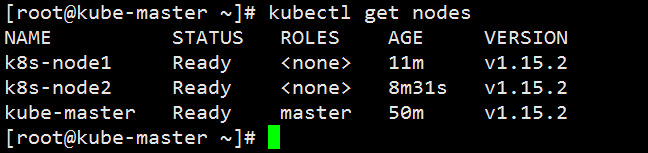 [root@kube-master ~]# kubectl get nodes
NAME STATUS ROLES AGE VERSION
k8s-node1 Ready <none> 11m v1.15.2
k8s-node2 Ready <none> 8m31s v1.15.2
kube-master Ready master 50m v1.15.2
[root@kube-master ~]#